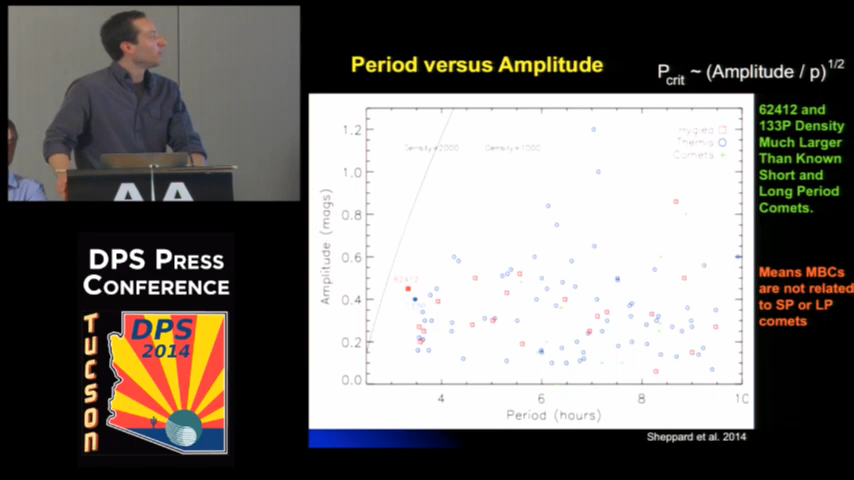 Period versus Amplitude
P crit ~ (Amplitude / p) 1/2
62412 and
133P Density
Much Larger
Than Known
Short and
Long Period
Comets.
Means MBCs
are not related
to SP or LP
comets
Hygiea
Themis
Comets
Density=2000 Density=1000
62412
Amplitude (mags)
1.2
1.0
0.8
0.6
0.4
0.2
0.0
4 6 8 10
Period (hours)
Sheppard et al. 2014
AA
DPS PRESS
CONFERENCE
TUCSON
DPS
2014